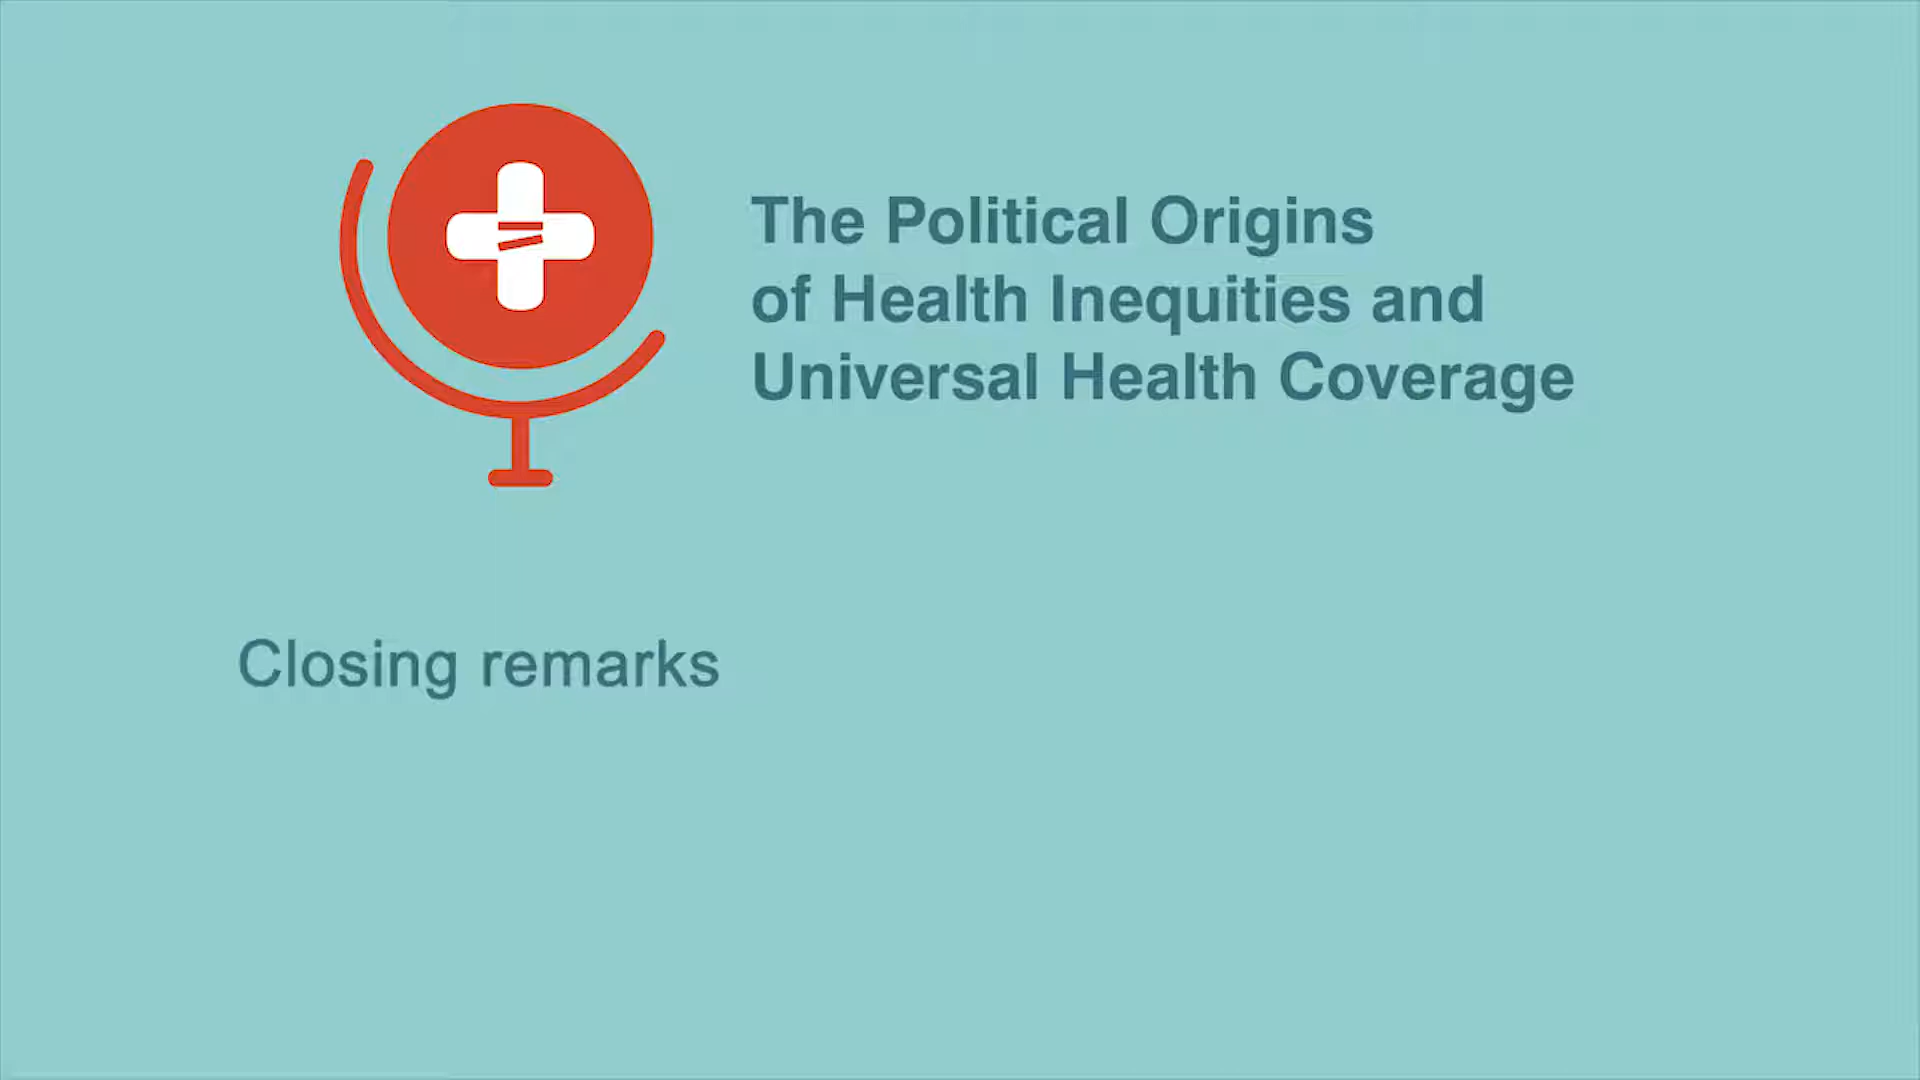 The Political Origins
of Health Inequities and
Universal Health Coverage
Closing remarks